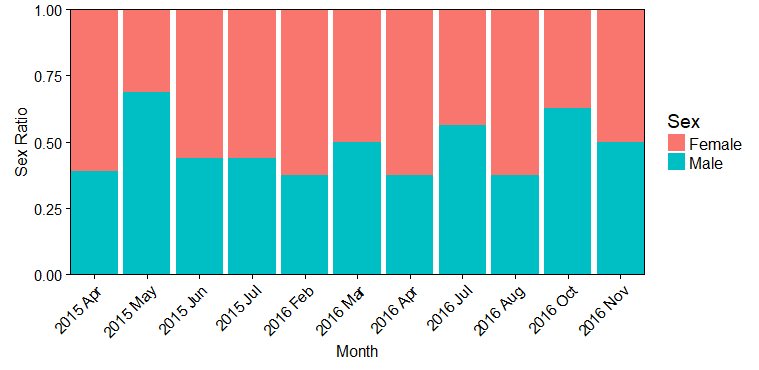 1.00
0.75
0.50
0.25
0.00
Sex Ratio
2015 Apr
2015 May
2015 Jun
2015 Jul
2016 Feb
2016 Mar
2016 Apr
2016 Jul
2016 Aug
2016 Oct
2016 Nov
Month
Sex
Female
Male